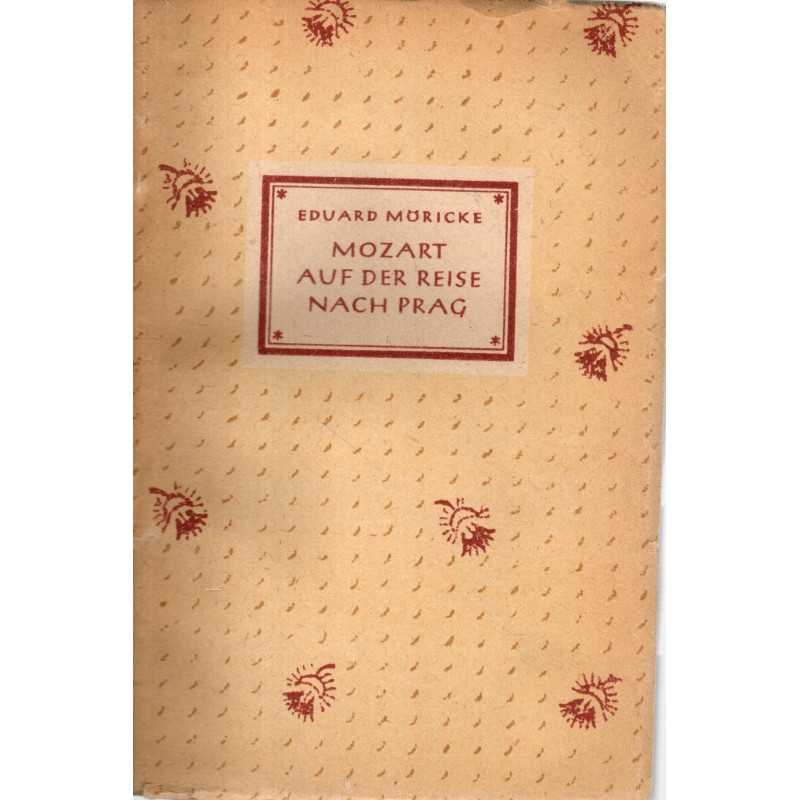 EDUARD MÖRICKE
MOZART
AUF DER REISE
NACH PRAG